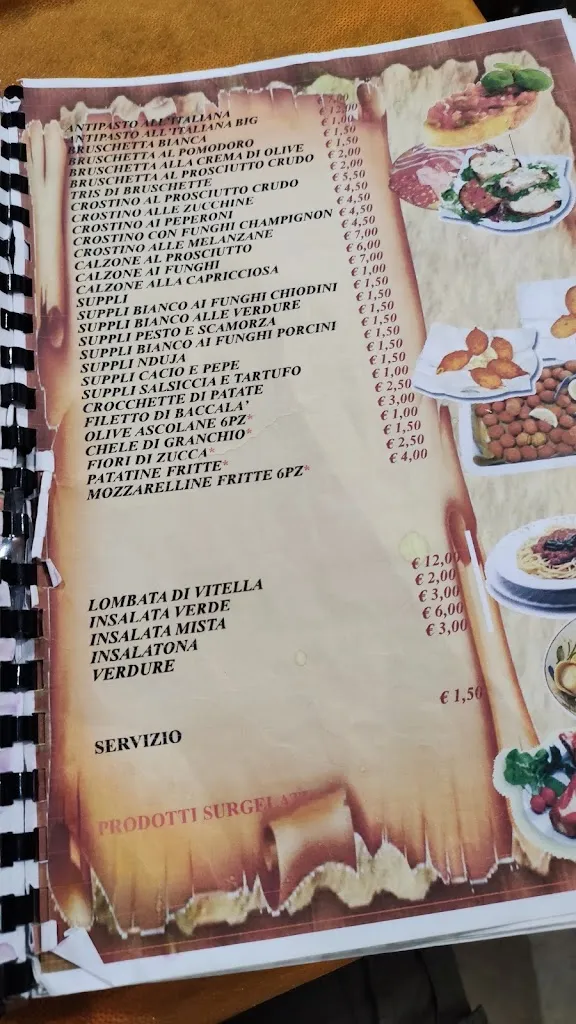 ANTIPASTO ALL'ITALIANA
ANTIPASTO ALL'ITALIANA BIG € 12,00
BRUSCHETTA BIANCA € 1,00
BRUSCHETTA AL POMODORO € 1,50
BRUSCHETTA ALLA CREMA DI OLIVE € 1,50
BRUSCHETTA AL PROSCIUTTO CRUDO € 2,00
TRIS DI BRUSCHETTE € 2,00
CROSTINO AL PROSCIUTTO CRUDO € 5,50
CROSTINO ALLE ZUCCHINE € 4,50
CROSTINO AI PEPERONI € 4,50
CROSTINO CON FUNGHI CHAMPIGNON € 4,50
CROSTINO ALLE MELANZANE € 4,50
CALZONE AL PROSCIUTTO € 7,00
CALZONE AI FUNGHI € 6,00
CALZONE ALLA CAPRICCIOSA € 7,00
SUPPLI € 1,00
SUPPLI BIANCO AI FUNGHI CHIODINI € 1,50
SUPPLI BIANCO ALLE VERDURE € 1,50
SUPPLI PESTO E SCAMORZA € 1,50
SUPPLI BIANCO AI FUNGHI PORCINI € 1,50
SUPPLI NDUJA € 1,50
SUPPLI CACIO E PEPE € 1,50
SUPPLI SALSICCIA E TARTUFO € 1,50
CROCCHETTE DI PATATE € 1,00
FILETTO DI BACCALA' € 2,50
OLIVE ASCOLANE 6PZ* € 3,00
CHELE DI GRANCHIO* € 1,00
FIORI DI ZUCCA* € 1,50
PATATINE FRITTE* € 2,50
MOZZARELLINE FRITTE 6PZ* € 4,00
LOMBATA DI VITELLA € 12,00
INSALATA VERDE € 2,00
INSALATA MISTA € 3,00
INSALATONA € 6,00
VERDURE € 3,00
SERVIZIO € 1,50
PRODOTTI